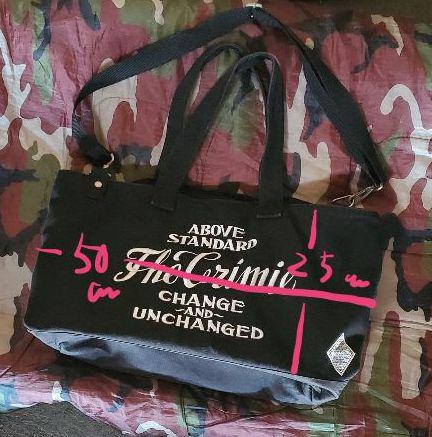 ABOVE
STANDARD
The Crimie
50 cm
25 cm
CHANGE
~AND~
UNCHANGED